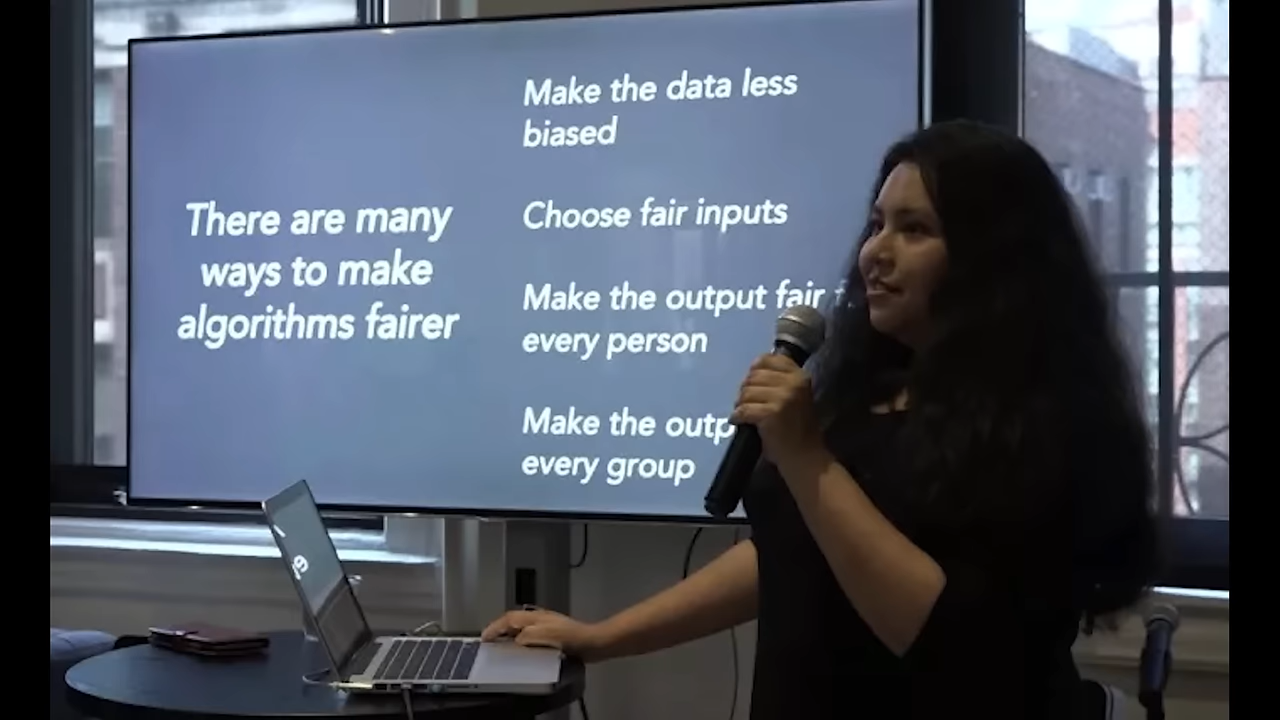 There are many
ways to make
algorithms fairer
Make the data less
biased
Choose fair inputs
Make the output fair
every person
Make the
every group